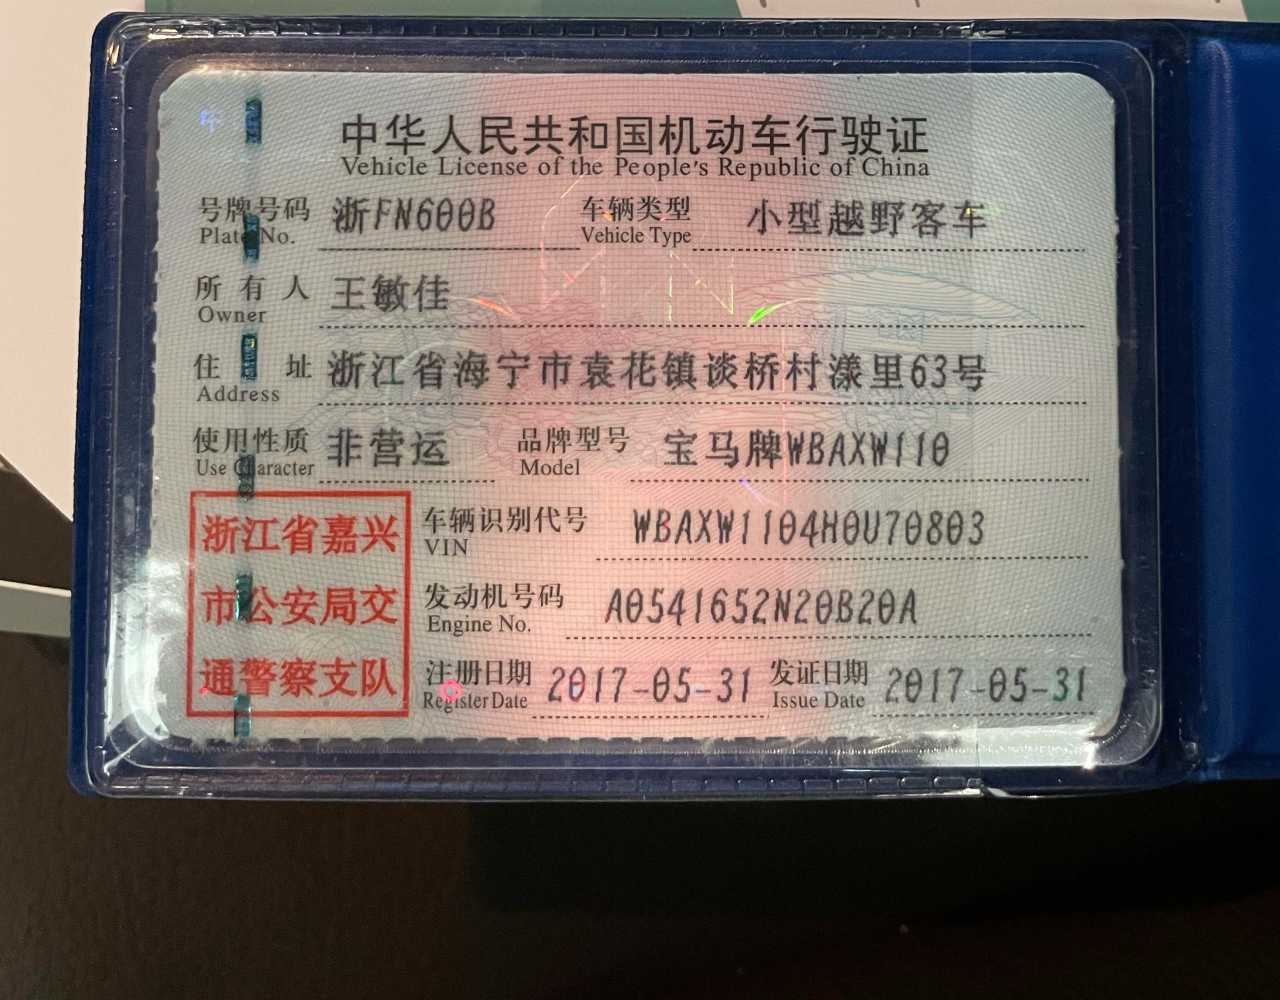 中华人民共和国机动车行驶证
Vehicle License of the People's Republic of China
号牌号码 浙FN600B 车辆类型 小型越野客车
Plate No. Vehicle Type
所有人 王敏佳
Owner
住址 浙江省海宁市袁花镇谈桥村漾里63号
Address
使用性质 非营运 品牌型号 宝马牌WBAXW110
Use Character Model
浙江省嘉兴
市公安局交
通警察支队
车辆识别代号 WBAXW1104H0U70803
VIN
发动机号码 A0541652N20B20A
Engine No.
注册日期 2017-05-31 发证日期 2017-05-31
Register Date Issue Date